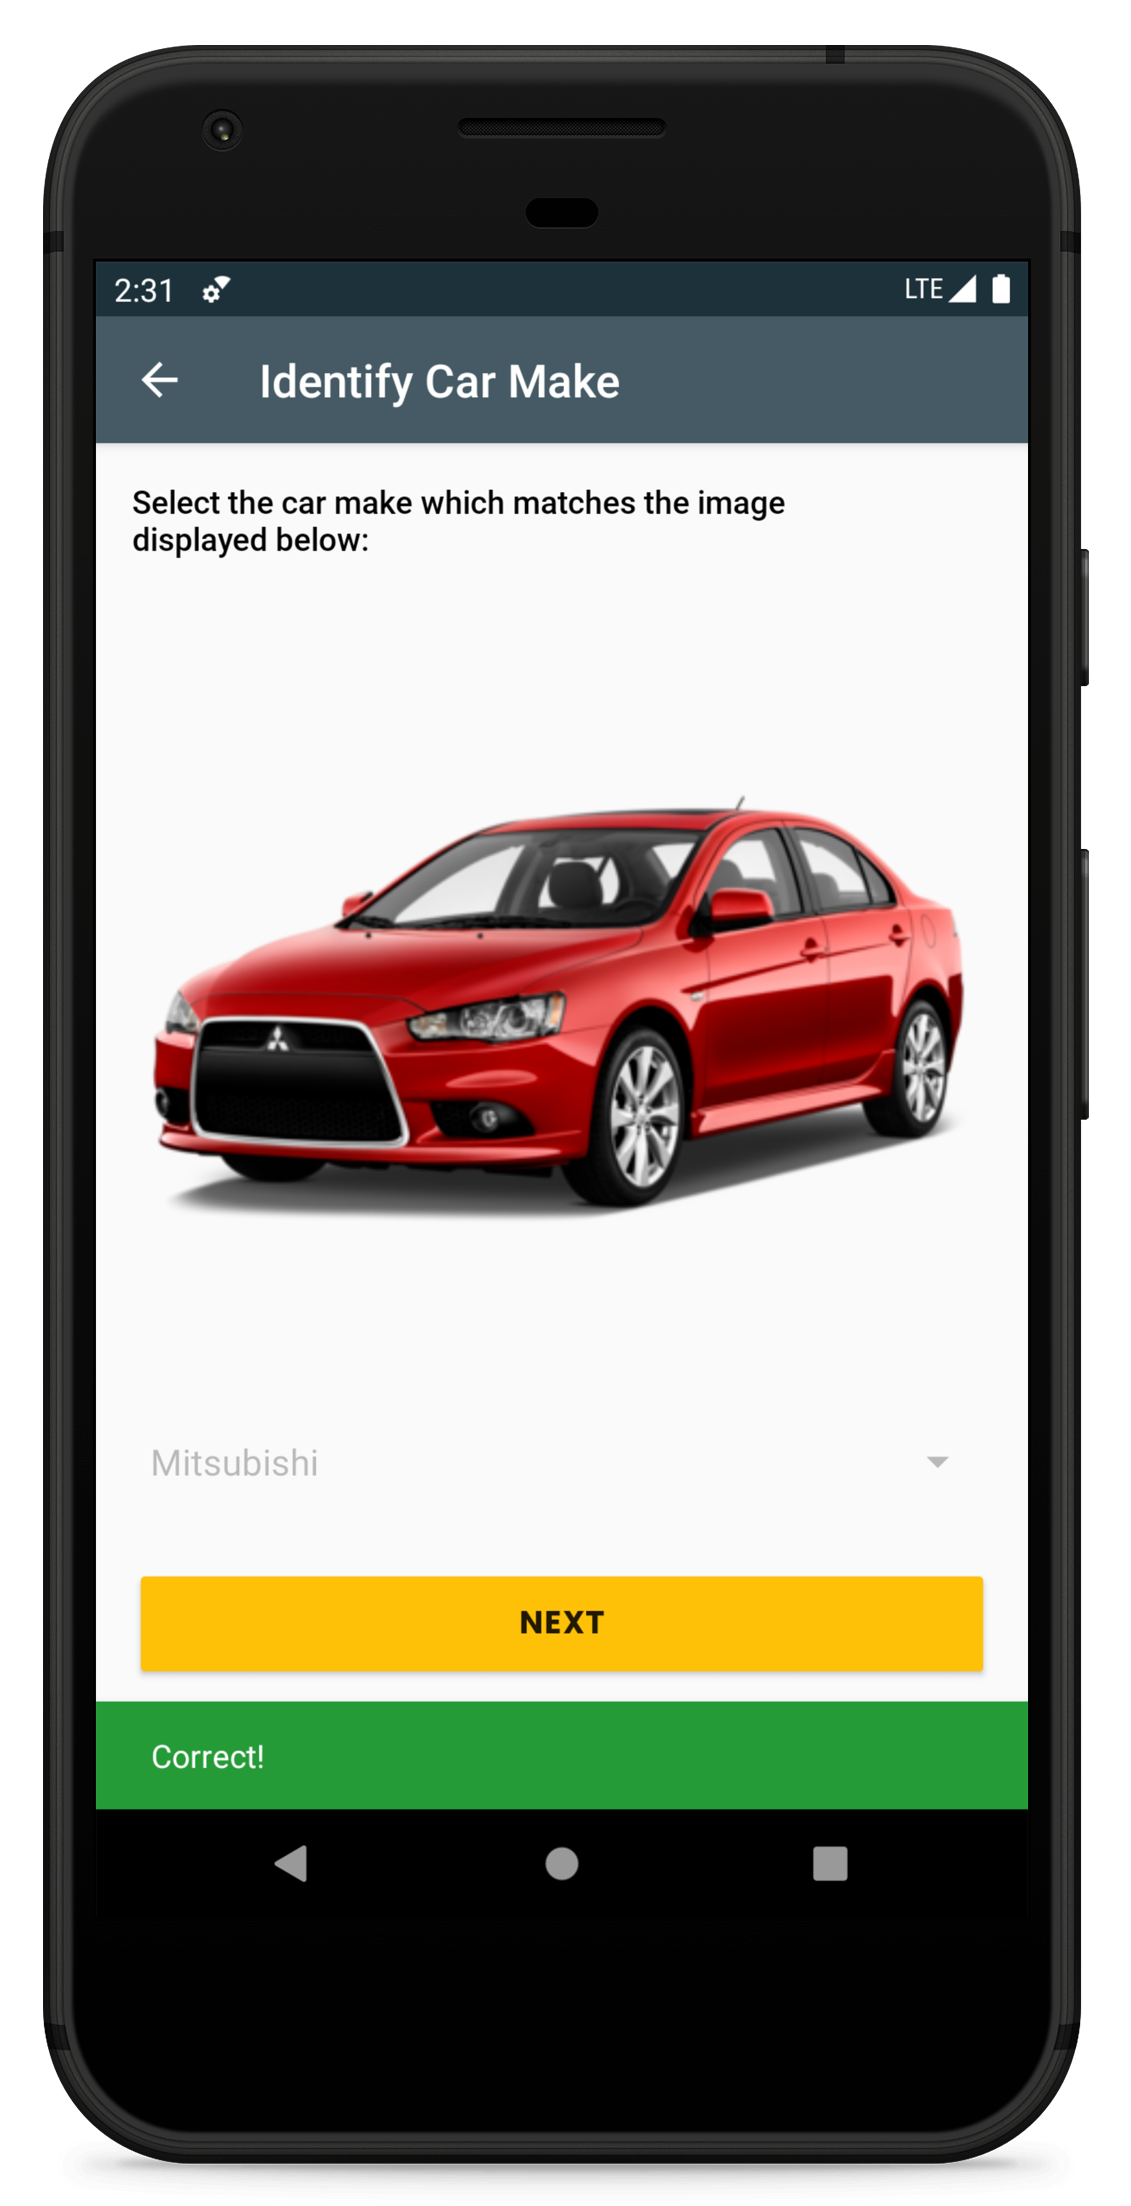 2:31 LTE
Identify Car Make
Select the car make which matches the image
displayed below:
Mitsubishi
NEXT
Correct!